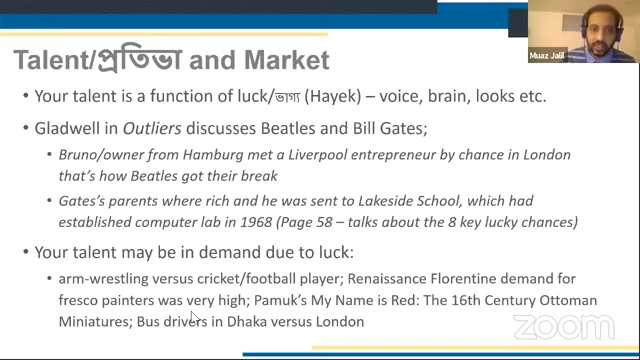 Talent/প্রতিভা and Market
Muaz Jalil
• Your talent is a function of luck/ভাগ্য (Hayek) – voice, brain, looks etc.
• Gladwell in Outliers discusses Beatles and Bill Gates;
• Bruno/owner from Hamburg met a Liverpool entrepreneur by chance in London
that's how Beatles got their break
• Gates's parents where rich and he was sent to Lakeside School, which had
established computer lab in 1968 (Page 58 – talks about the 8 key lucky chances)
• Your talent may be in demand due to luck:
• arm-wrestling versus cricket/football player; Renaissance Florentine demand for
fresco painters was very high; Pamuk's My Name is Red: The 16th Century Ottoman
Miniatures; Bus drivers in Dhaka versus London
zoom